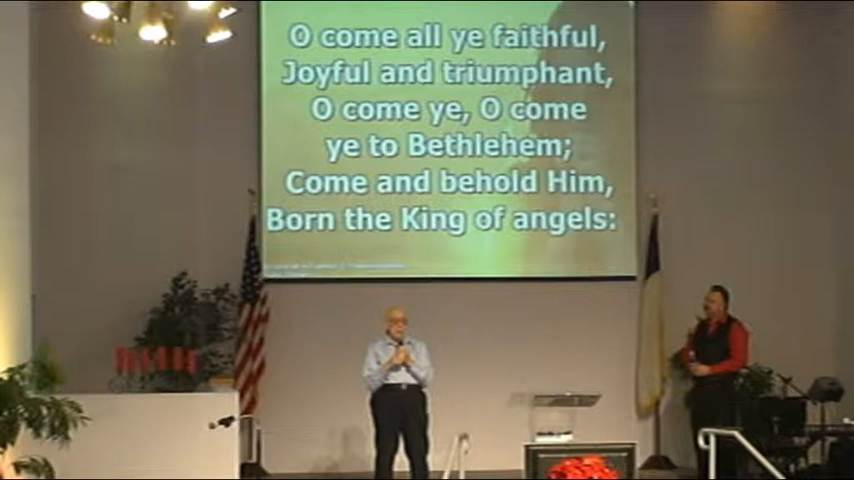 O come all ye faithful,
Joyful and triumphant,
O come ye, O come
ye to Bethlehem;
Come and behold Him,
Born the King of angels: